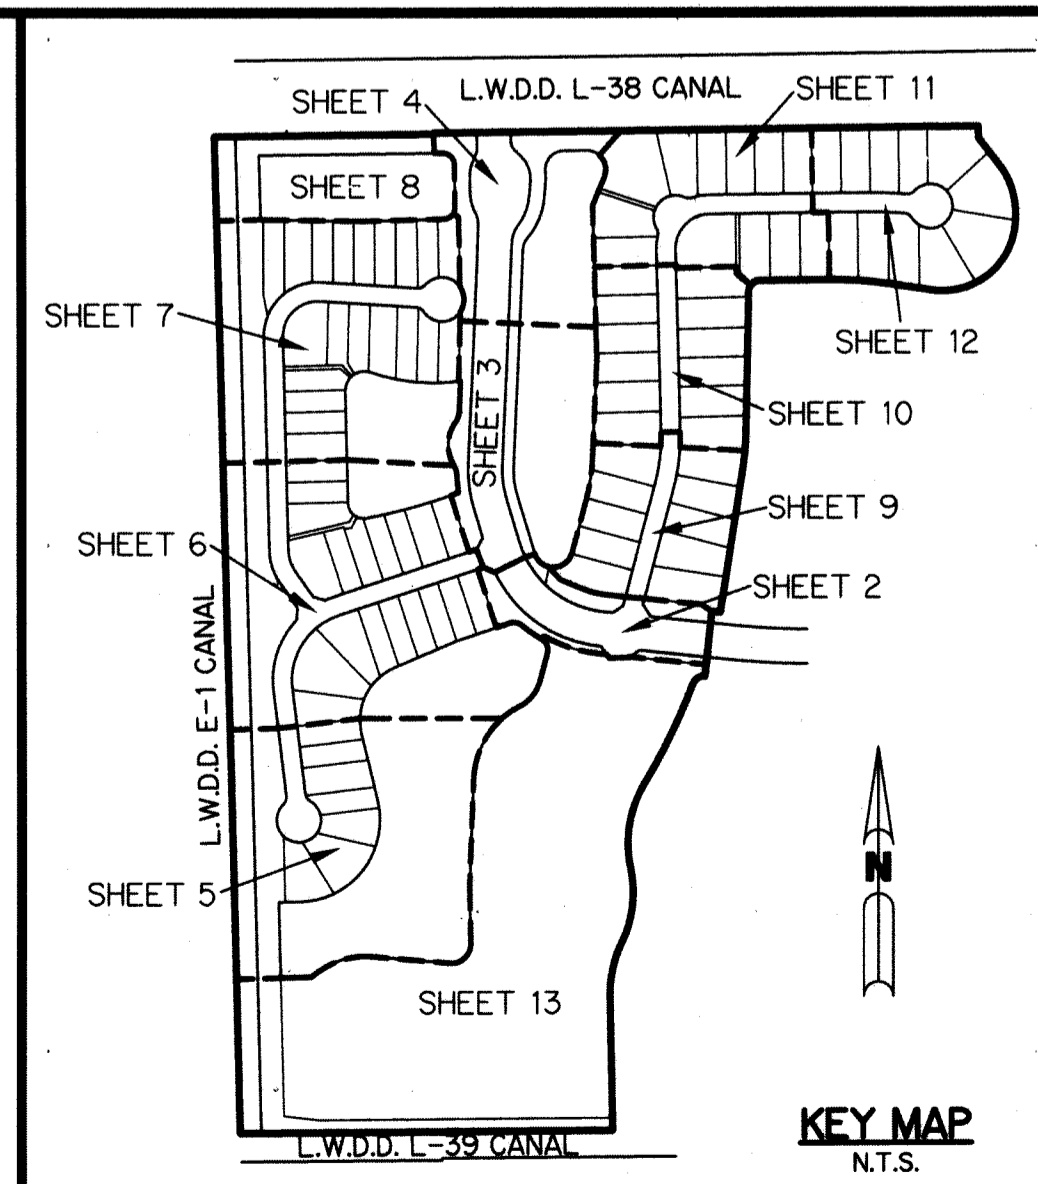 L.W.D.D. L-38 CANAL
SHEET 4
SHEET 11
SHEET 8
SHEET 7
SHEET 3
SHEET 12
SHEET 10
SHEET 9
SHEET 6
SHEET 2
L.W.D.D. E-1 CANAL
SHEET 5
N
SHEET 13
KEY MAP
N.T.S.
L.W.D.D. L-39 CANAL